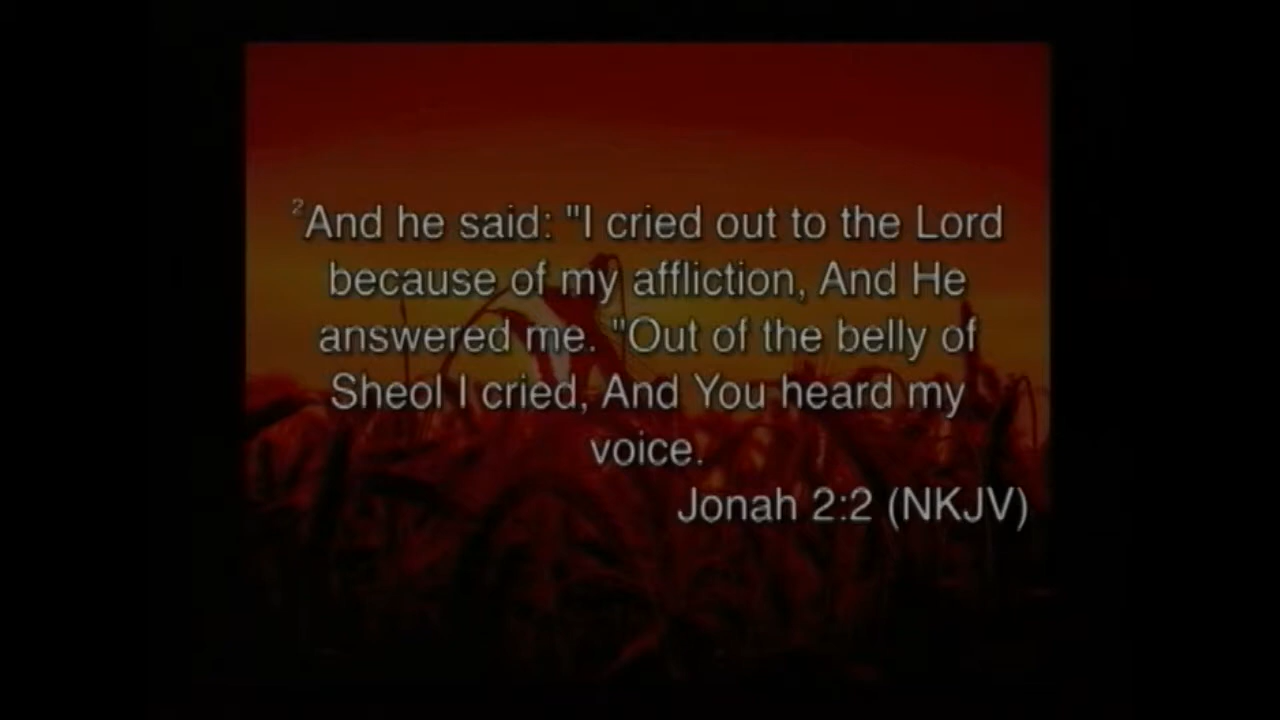 ²And he said: "I cried out to the Lord
because of my affliction, And He
answered me. "Out of the belly of
Sheol I cried, And You heard my
voice.
Jonah 2:2 (NKJV)